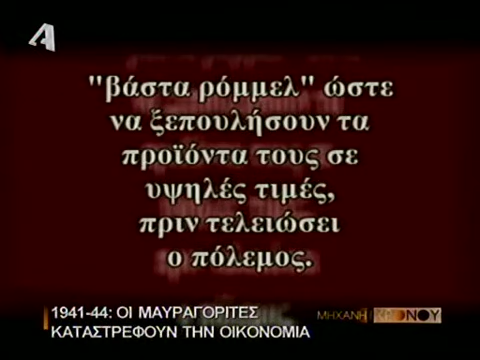 "βάστα ρόμμελ" ώστε
να ξεπουλήσουν τα
προϊόντα τους σε
υψηλές τιμές,
πριν τελειώσει
ο πόλεμος.
1941-44: ΟΙ ΜΑΥΡΑΓΟΡΙΤΕΣ
ΚΑΤΑΣΤΡΕΦΟΥΝ ΤΗΝ ΟΙΚΟΝΟΜΙΑ
ΜΗΧΑΝΗ ΧΡΟΝΟΥ